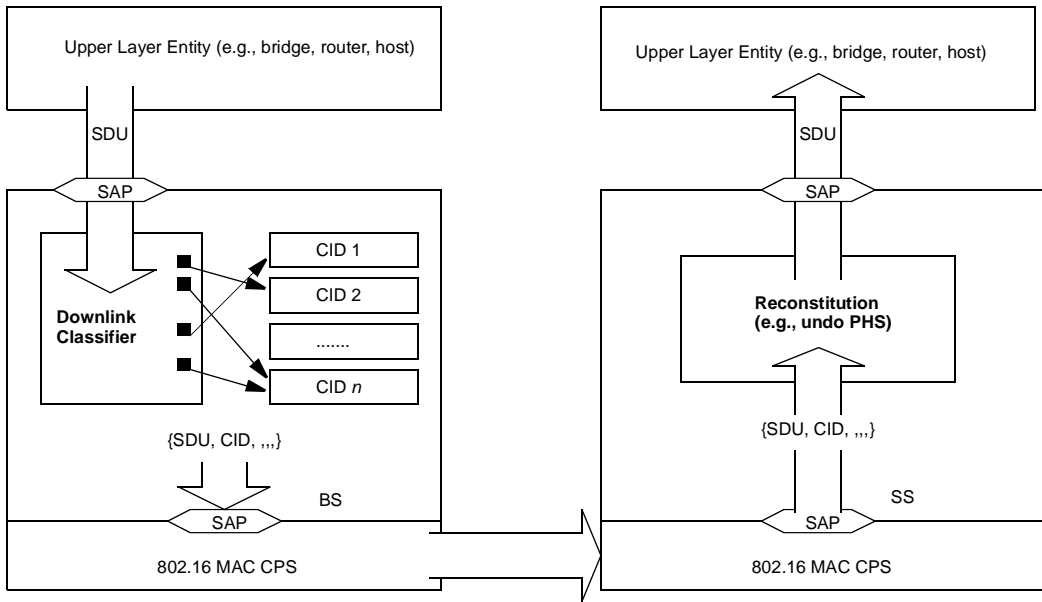 Upper Layer Entity (e.g., bridge, router, host)
SDU
SAP
Downlink
Classifier
CID 1
CID 2
.......
CID n
{SDU, CID, ,,,}
BS
SAP
802.16 MAC CPS
Upper Layer Entity (e.g., bridge, router, host)
SDU
SAP
Reconstitution
(e.g., undo PHS)
{SDU, CID, ,,,}
SS
SAP
802.16 MAC CPS